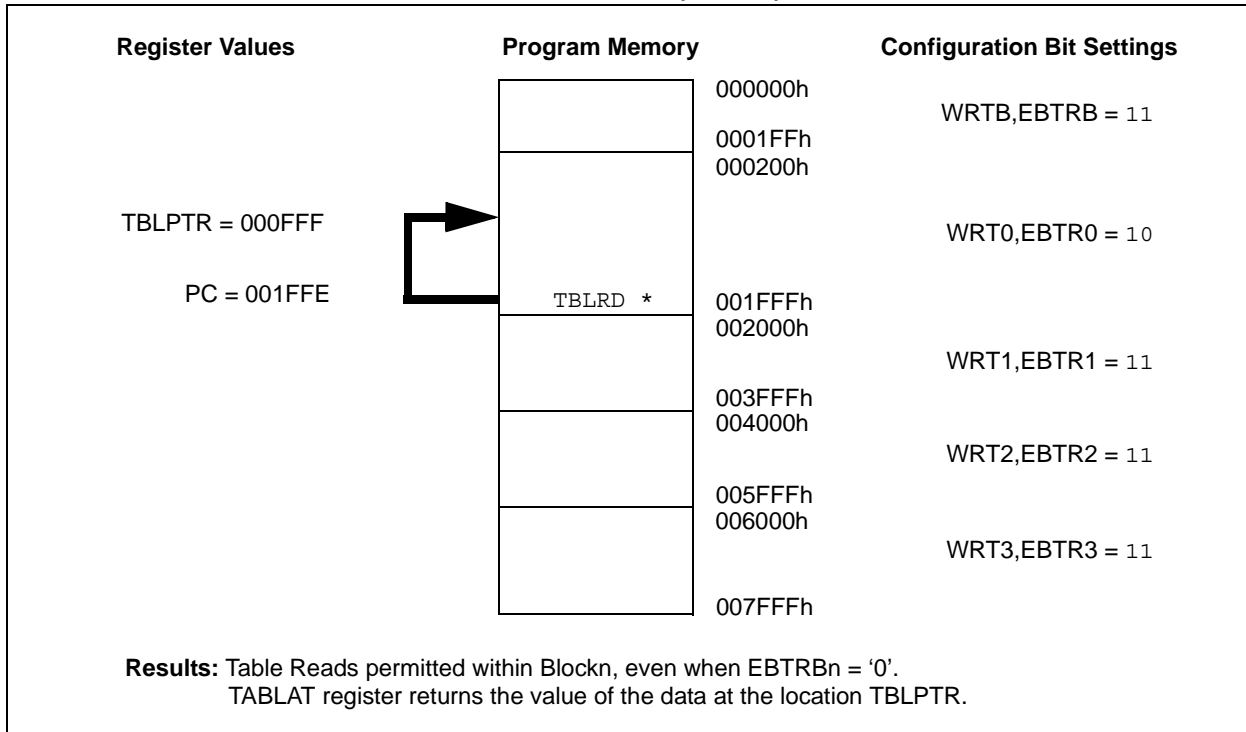 Register Values Program Memory Configuration Bit Settings
000000h
WRTB,EBTRB = 11
0001FFh
000200h
TBLPTR = 000FFF
WRT0,EBTR0 = 10
PC = 001FFE
TBLRD *
001FFFh
002000h
WRT1,EBTR1 = 11
003FFFh
004000h
WRT2,EBTR2 = 11
005FFFh
006000h
WRT3,EBTR3 = 11
007FFFh
Results: Table Reads permitted within Blockn, even when EBTRBn = ‘0’.
TABLAT register returns the value of the data at the location TBLPTR.